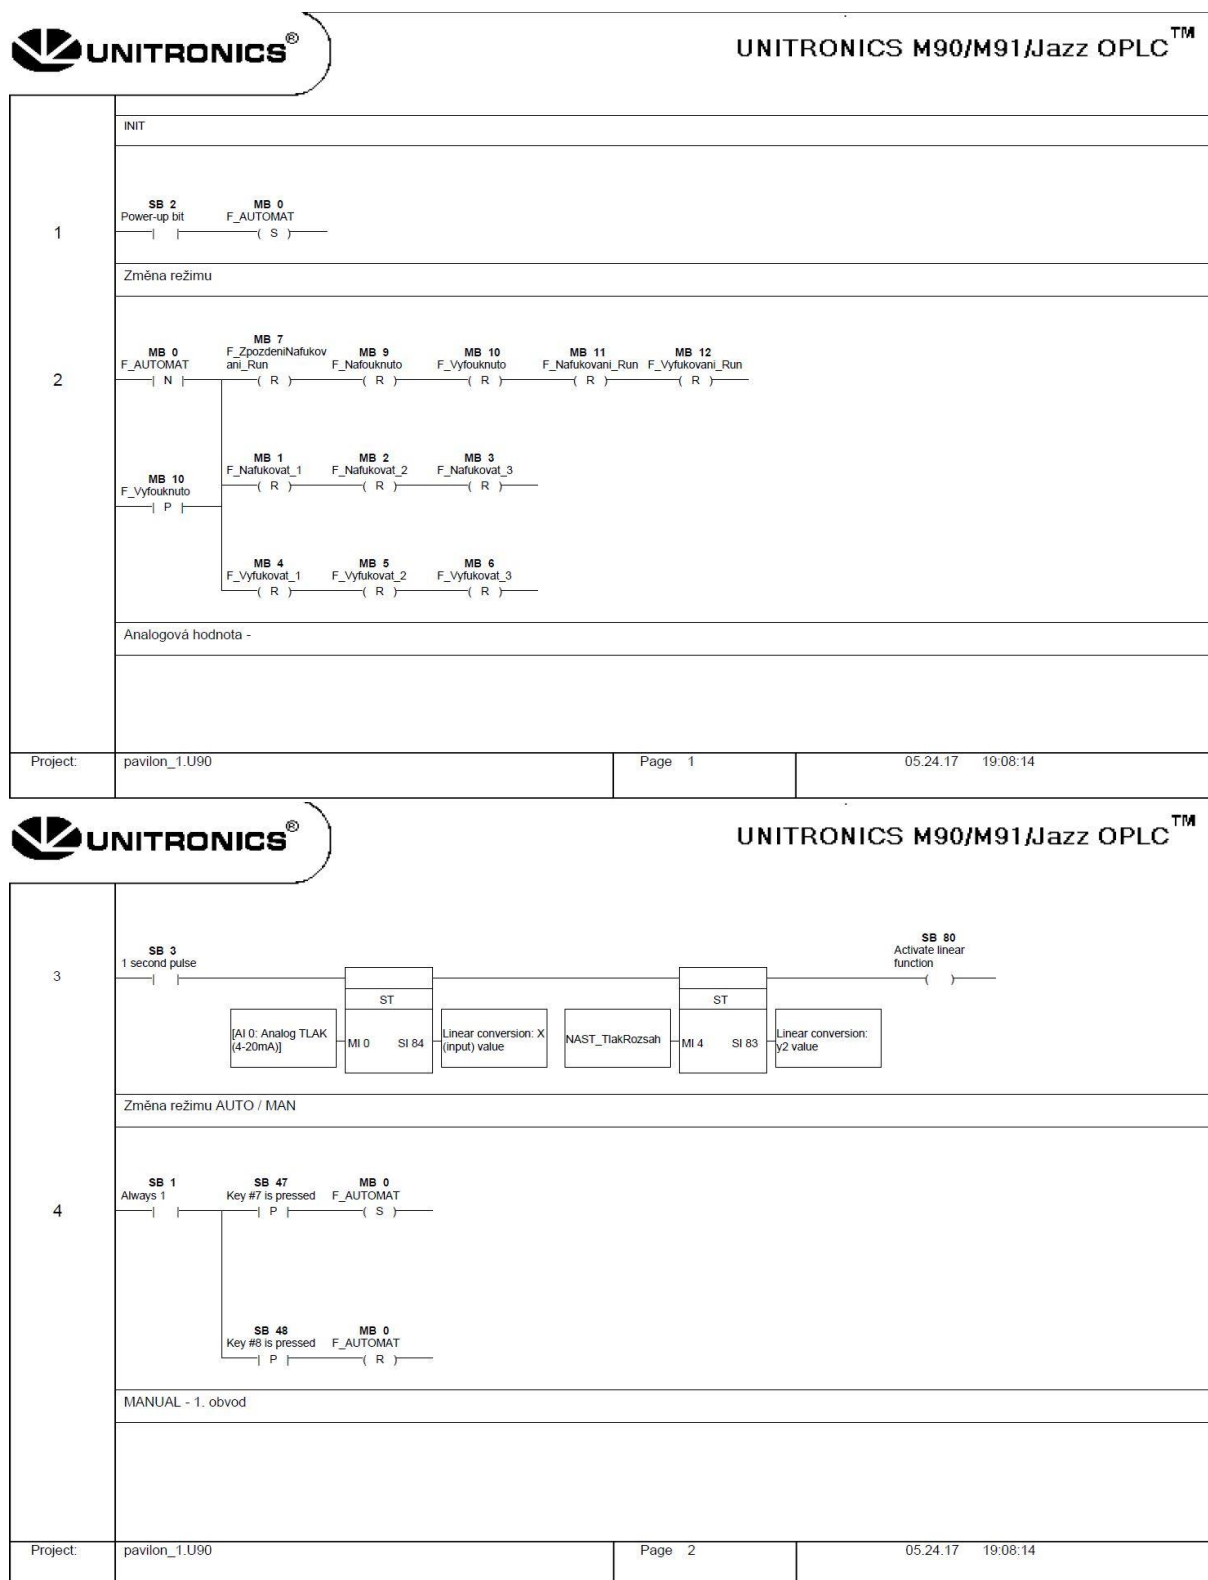 UNITRONICS®
UNITRONICS M90/M91/Jazz OPLC™
INIT
SB 2 MB 0
Power-up bit F_AUTOMAT
1
( S )
Změna režimu
MB 7
MB 0 F_ZpozdeniNafukov MB 9 MB 10 MB 11 MB 12
F_AUTOMAT ani_Run F_Nafouknuto F_Vyfouknuto F_Nafukovani_Run F_Vyfukovani_Run
2
N ( R ) ( R ) ( R ) ( R ) ( R )
MB 1 MB 2 MB 3
F_Nafukovat_1 F_Nafukovat_2 F_Nafukovat_3
MB 10
F_Vyfouknuto
( R ) ( R ) ( R )
P
MB 4 MB 5 MB 6
F_Vyfukovat_1 F_Vyfukovat_2 F_Vyfukovat_3
( R ) ( R ) ( R )
Analogová hodnota -
Project: pavilon_1.U90 Page 1 05.24.17 19:08:14
UNITRONICS®
UNITRONICS M90/M91/Jazz OPLC™
SB 80
Activate linear
function
SB 3
1 second pulse
3
( )
ST ST
[AI 0: Analog TLAK
(4-20mA)]
MI 0 SI 84
Linear conversion: X
(input) value
NAST_TlakRozsah
MI 4 SI 83
Linear conversion:
y2 value
Změna režimu AUTO / MAN
SB 1 SB 47 MB 0
Always 1 Key #7 is pressed F_AUTOMAT
4
P ( S )
SB 48 MB 0
Key #8 is pressed F_AUTOMAT
P ( R )
MANUAL - 1. obvod
Project: pavilon_1.U90 Page 2 05.24.17 19:08:14